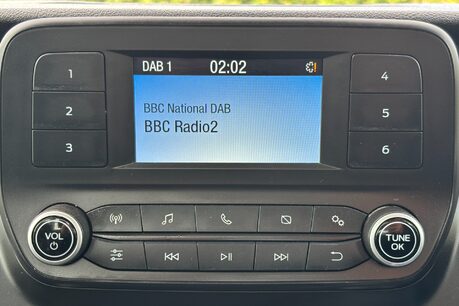 DAB 1 02:02
BBC National DAB
BBC Radio2
1
2
3
4
5
6
VOL
TUNE
OK